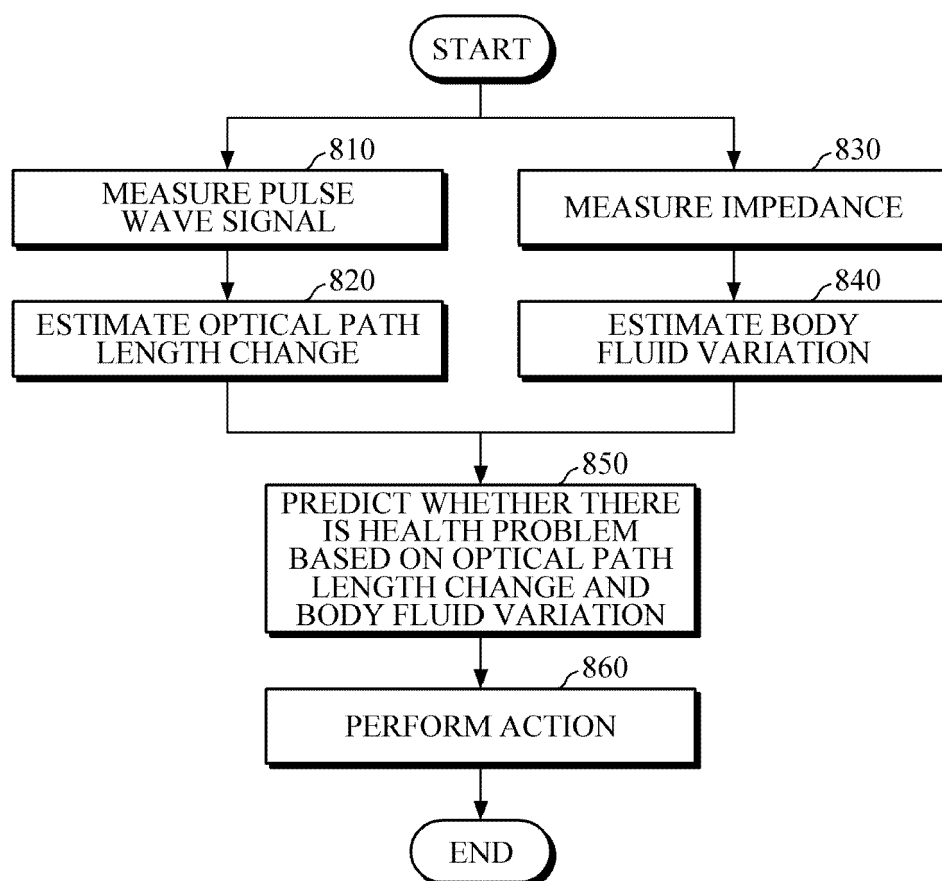 START
810
MEASURE PULSE
WAVE SIGNAL
830
MEASURE IMPEDANCE
820
ESTIMATE OPTICAL PATH
LENGTH CHANGE
840
ESTIMATE BODY
FLUID VARIATION
850
PREDICT WHETHER THERE
IS HEALTH PROBLEM
BASED ON OPTICAL PATH
LENGTH CHANGE AND
BODY FLUID VARIATION
860
PERFORM ACTION
END